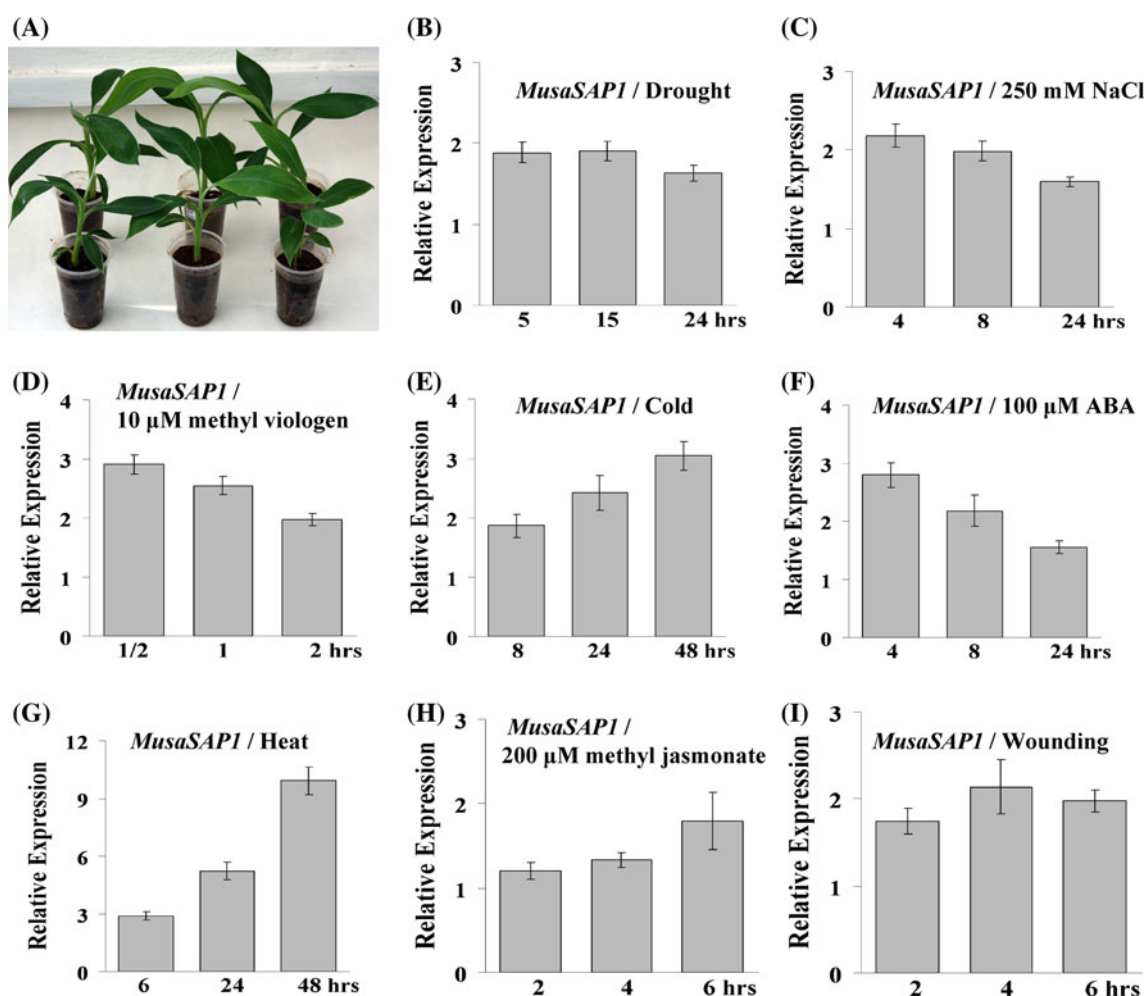 (A)
(B)
MusaSAP1 / Drought
Relative Expression
3
2
1
0
5 15 24 hrs
(C)
MusaSAP1 / 250 mM NaCl
Relative Expression
3
2
1
0
4 8 24 hrs
(D)
MusaSAP1 /
10 µM methyl viologen
Relative Expression
4
3
2
1
0
1/2 1 2 hrs
(E)
MusaSAP1 / Cold
Relative Expression
4
3
2
1
0
8 24 48 hrs
(F)
MusaSAP1 / 100 µM ABA
Relative Expression
4
3
2
1
0
4 8 24 hrs
(G)
MusaSAP1 / Heat
Relative Expression
12
9
6
3
0
6 24 48 hrs
(H)
MusaSAP1 /
200 µM methyl jasmonate
Relative Expression
3
2
1
0
2 4 6 hrs
(I)
MusaSAP1 / Wounding
Relative Expression
3
2
1
0
2 4 6 hrs